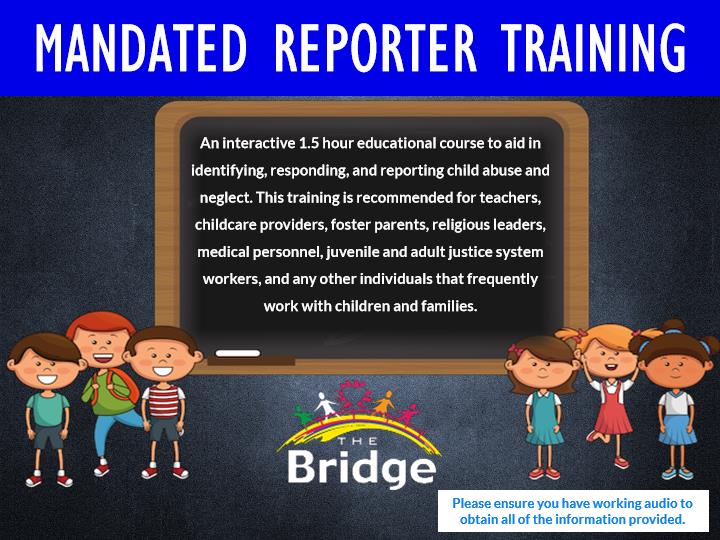 MANDATED REPORTER TRAINING
An interactive 1.5 hour educational course to aid in
identifying, responding, and reporting child abuse and
neglect. This training is recommended for teachers,
childcare providers, foster parents, religious leaders,
medical personnel, juvenile and adult justice system
workers, and any other individuals that frequently
work with children and families.
THE
Bridge
Please ensure you have working audio to
obtain all of the information provided.